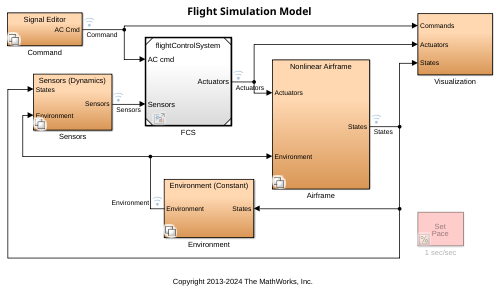 Flight Simulation Model
Signal Editor
AC Cmd
Command
Command
Commands
Actuators
States
Visualization
flightControlSystem
AC cmd
Actuators
Sensors
FCS
Actuators
Sensors (Dynamics)
States
Sensors
Environment
Sensors
Sensors
Nonlinear Airframe
Actuators
States
Environment
States
Airframe
Environment (Constant)
Environment
Environment
States
Environment
Set
Pace
1 sec/sec
Copyright 2013-2024 The MathWorks, Inc.